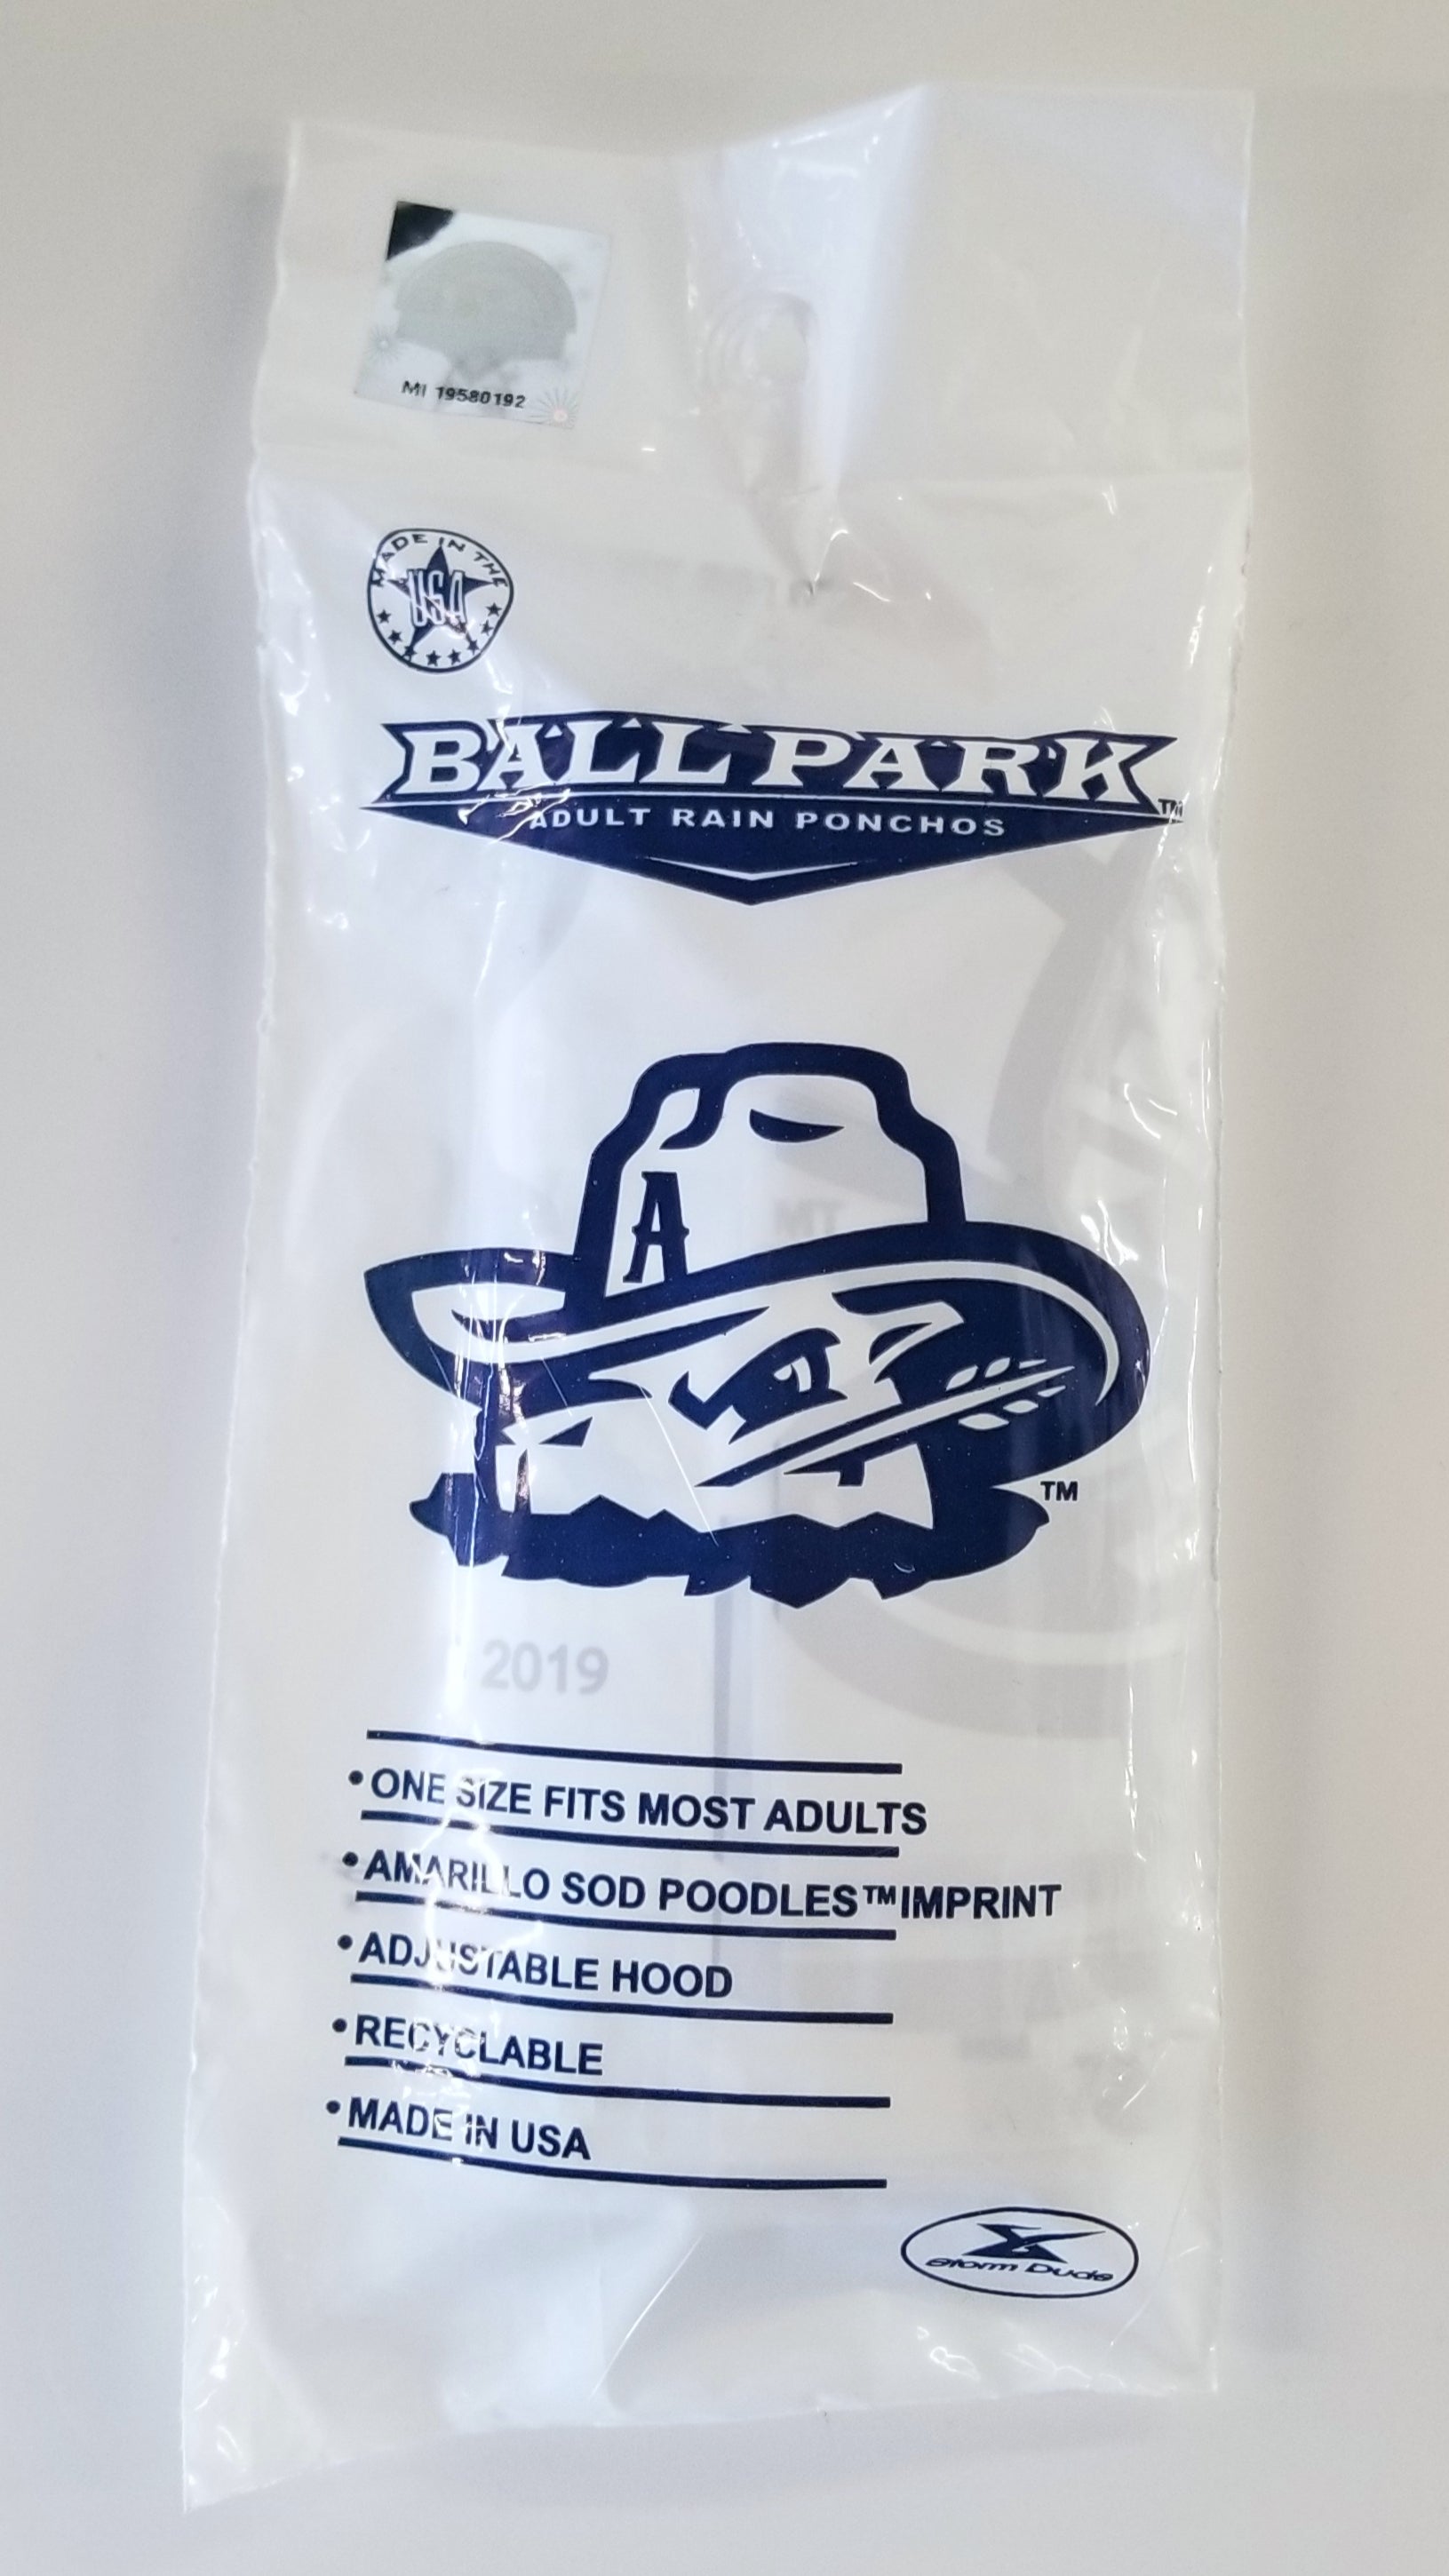 MI 19580192
MADE IN THE
USA
BALL PARK™
ADULT RAIN PONCHOS
A
TM
™
2019
• ONE SIZE FITS MOST ADULTS
• AMARILLO SOD POODLES™ IMPRINT
• ADJUSTABLE HOOD
• RECYCLABLE
• MADE IN USA
Storm Duds